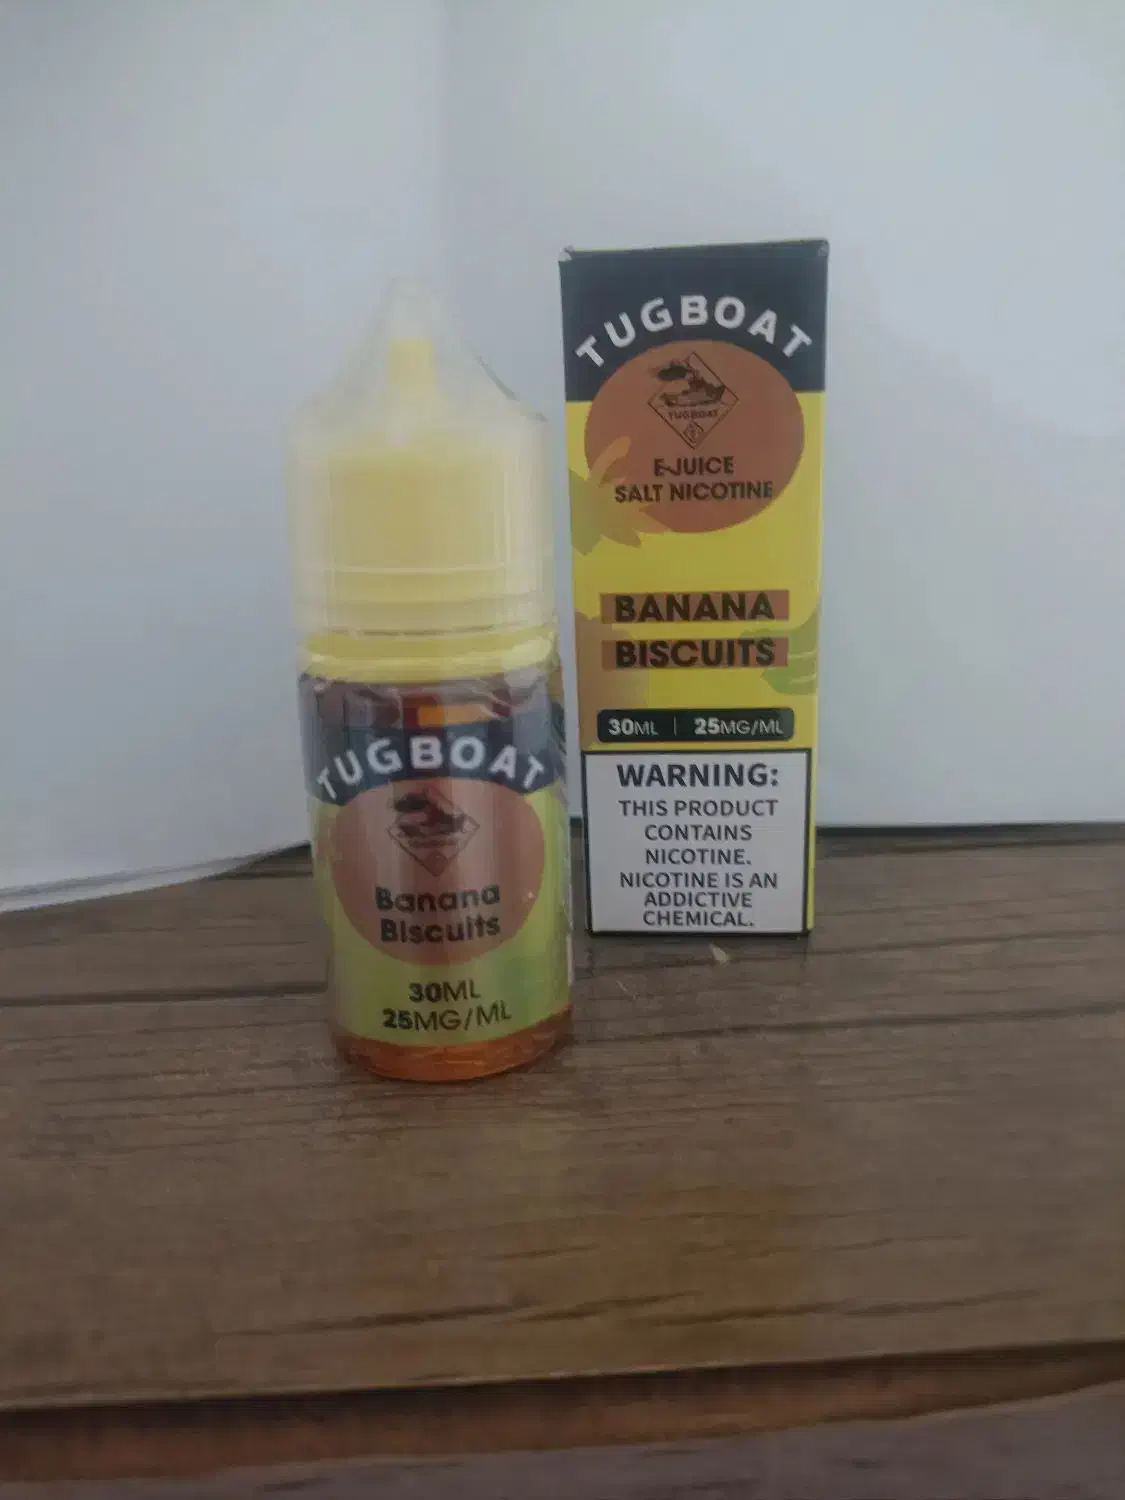 TUGBOAT
TUGBOAT
E-JUICE
SALT NICOTINE
BANANA
BISCUITS
30ML | 25MG/ML
WARNING:
THIS PRODUCT
CONTAINS
NICOTINE.
NICOTINE IS AN
ADDICTIVE
CHEMICAL.
TUGBOAT
Banana
Biscuits
30ML
25MG/ML